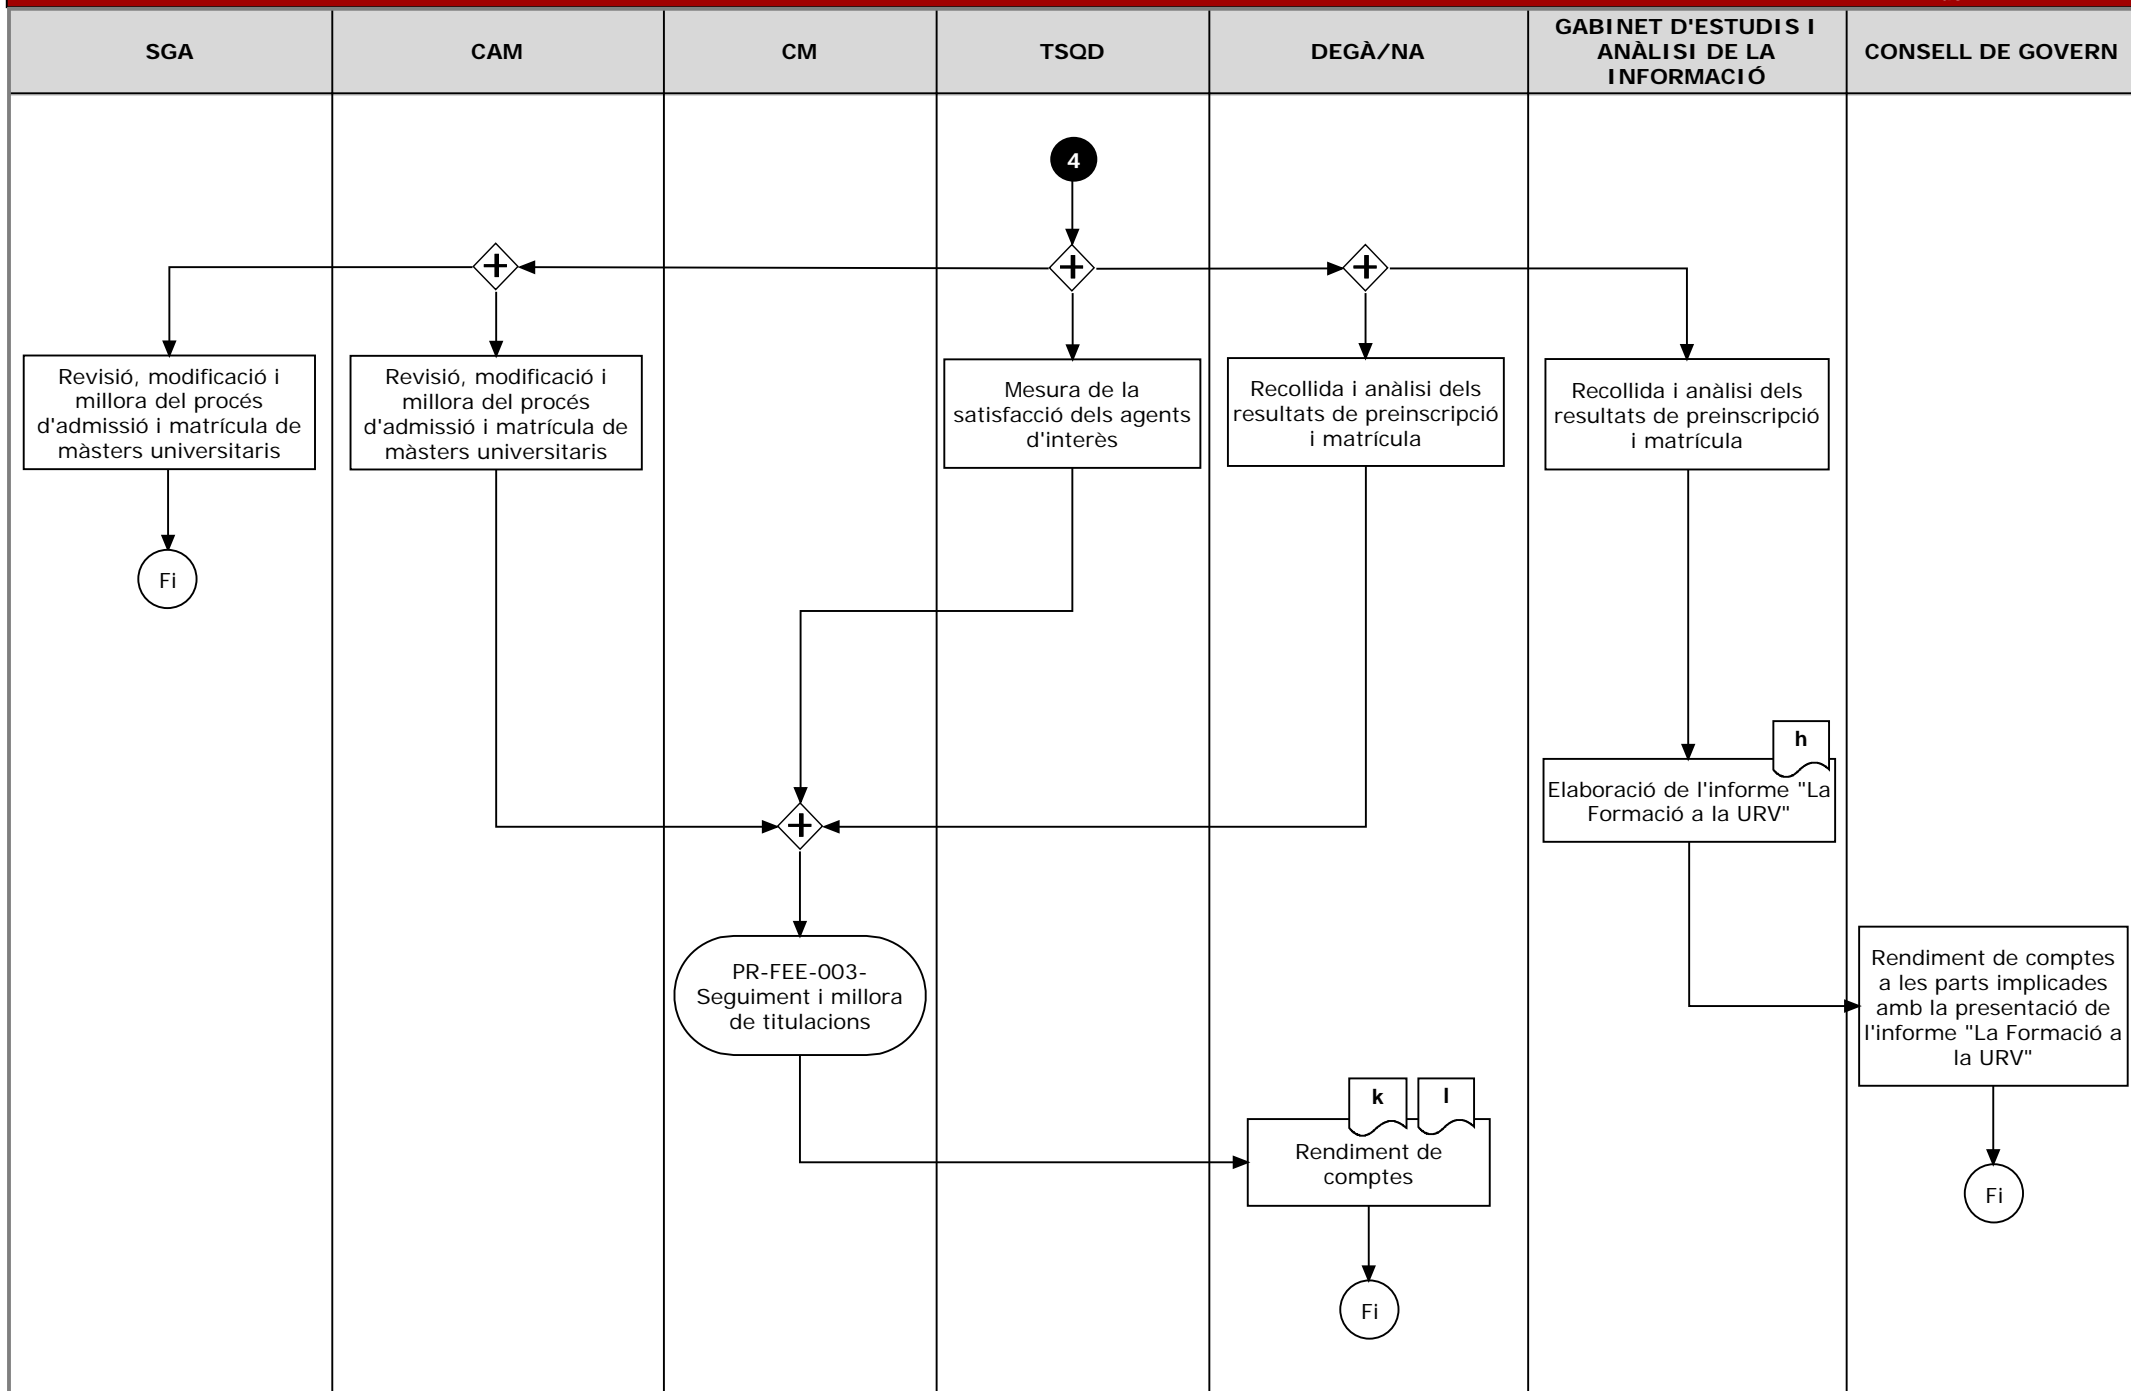 SGA
CAM
CM
TSQD
DEGÀ/NA
GABINET D'ESTUDIS I
ANÀLISI DE LA
INFORMACIÓ
CONSELL DE GOVERN
4
Revisió, modificació i
millora del procés
d'admissió i matrícula de
màsters universitaris
Revisió, modificació i
millora del procés
d'admissió i matrícula de
màsters universitaris
Mesura de la
satisfacció dels agents
d'interès
Recollida i anàlisi dels
resultats de preinscripció
i matrícula
Recollida i anàlisi dels
resultats de preinscripció
i matrícula
Fi
h
Elaboració de l'informe "La
Formació a la URV"
PR-FEE-003-
Seguiment i millora
de titulacions
Rendiment de comptes
a les parts implicades
amb la presentació de
l'informe "La Formació a
la URV"
k
l
Rendiment de
comptes
Fi
Fi